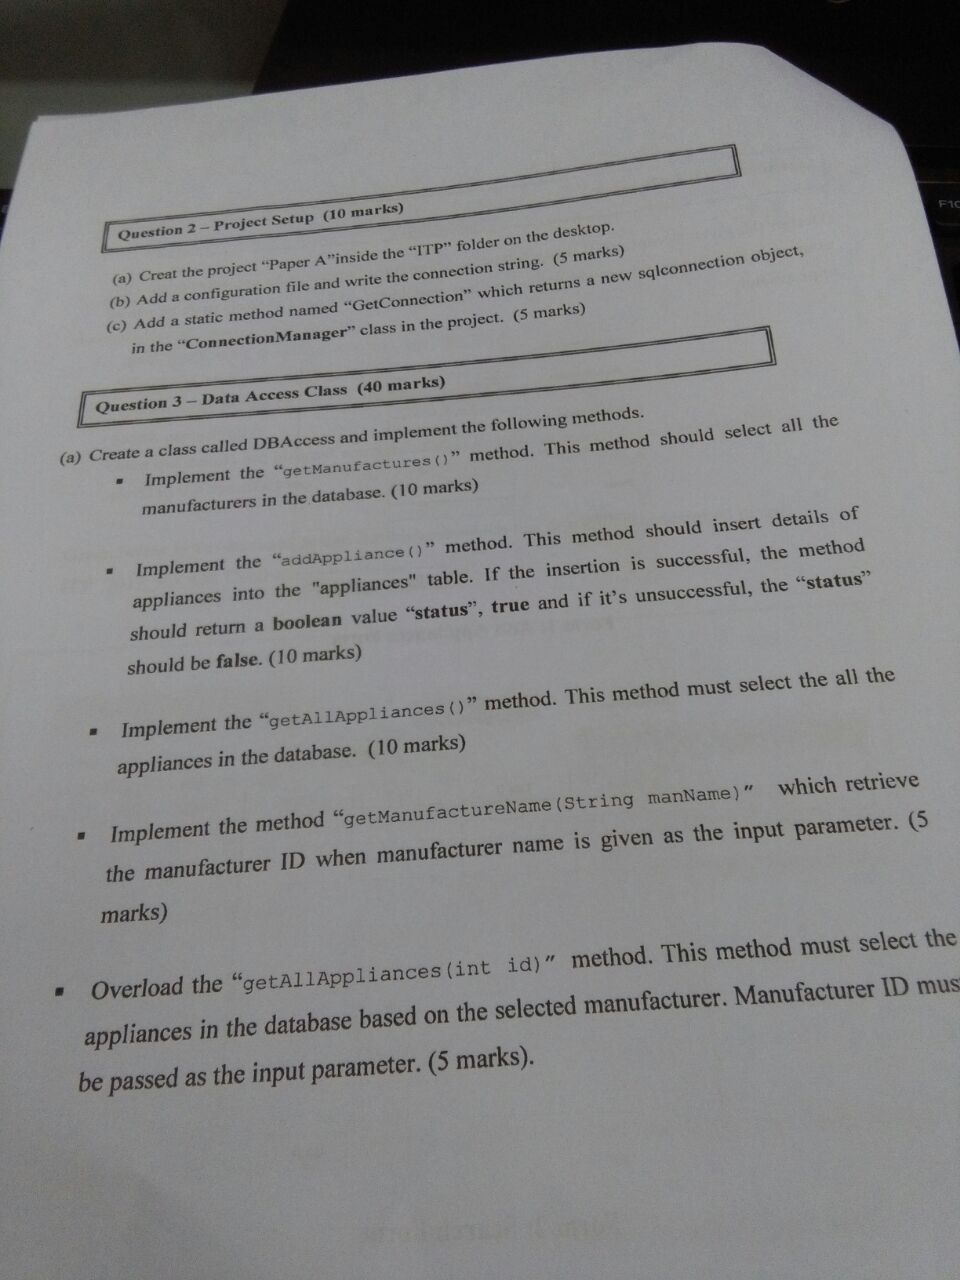 Question 2 – Project Setup (10 marks)
(a) Creat the project “Paper A”inside the “ITP” folder on the desktop.
(b) Add a configuration file and write the connection string. (5 marks)
(c) Add a static method named “GetConnection” which returns a new sqlconnection object,
in the “ConnectionManager” class in the project. (5 marks)
Question 3 – Data Access Class (40 marks)
(a) Create a class called DBAccess and implement the following methods.
▪ Implement the “getManufactures()” method. This method should select all the
manufacturers in the database. (10 marks)
▪ Implement the “addAppliance()” method. This method should insert details of
appliances into the "appliances" table. If the insertion is successful, the method
should return a boolean value “status”, true and if it’s unsuccessful, the “status”
should be false. (10 marks)
▪ Implement the “getAllAppliances()” method. This method must select the all the
appliances in the database. (10 marks)
▪ Implement the method “getManufactureName(String manName)” which retrieve
the manufacturer ID when manufacturer name is given as the input parameter. (5
marks)
▪ Overload the “getAllAppliances(int id)” method. This method must select the
appliances in the database based on the selected manufacturer. Manufacturer ID mus
be passed as the input parameter. (5 marks).
F10